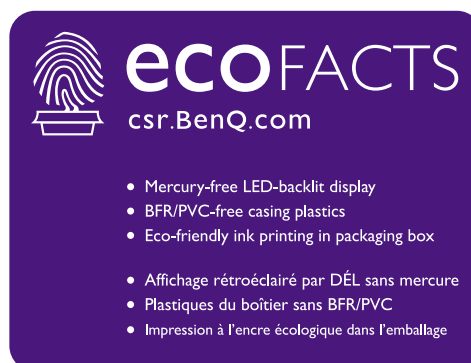 ecoFACTS
csr.BenQ.com
• Mercury-free LED-backlit display
• BFR/PVC-free casing plastics
• Eco-friendly ink printing in packaging box
• Affichage rétroéclairé par DÉL sans mercure
• Plastiques du boîtier sans BFR/PVC
• Impression à l'encre écologique dans l'emballage